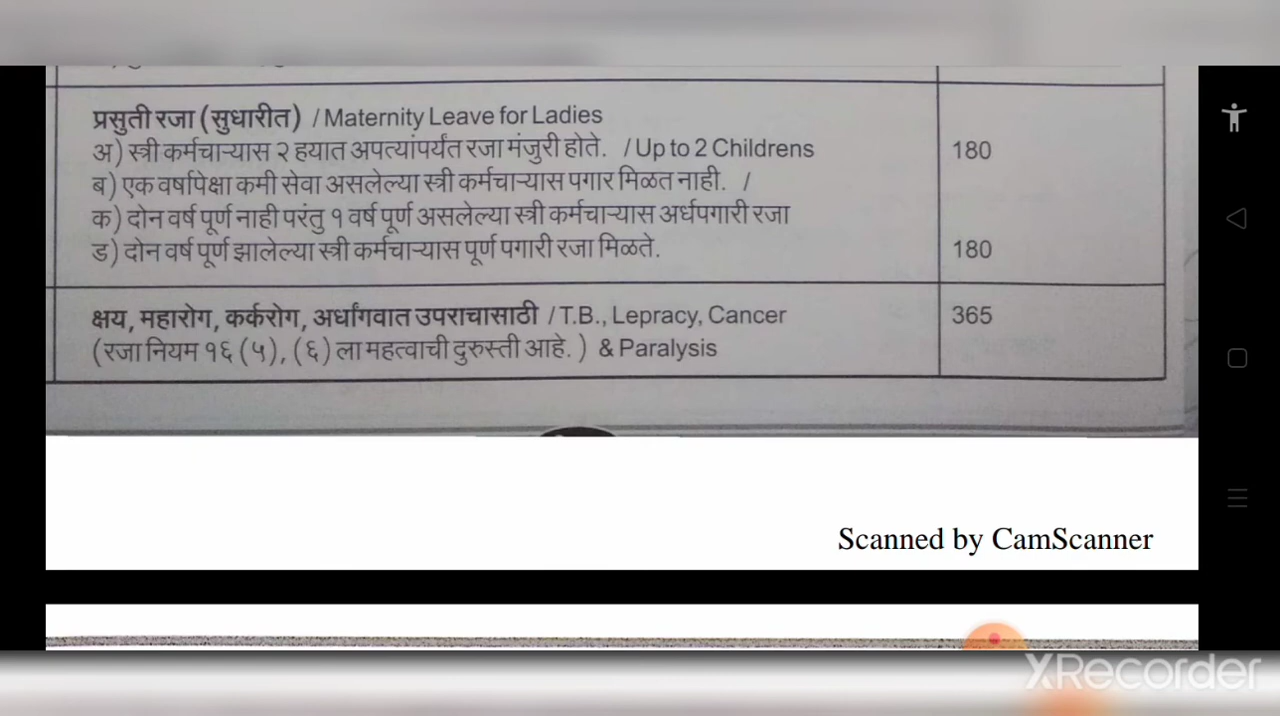 प्रसुती रजा (सुधारीत) / Maternity Leave for Ladies
अ) स्त्री कर्मचाऱ्यास २ हयात अपत्यांपर्यंत रजा मंजुरी होते. / Up to 2 Childrens 180
ब) एक वर्षापेक्षा कमी सेवा असलेल्या स्त्री कर्मचाऱ्यास पगार मिळत नाही. /
क) दोन वर्ष पूर्ण नाही परंतु १ वर्ष पूर्ण असलेल्या स्त्री कर्मचाऱ्यास अर्धपगारी रजा
ड) दोन वर्ष पूर्ण झालेल्या स्त्री कर्मचाऱ्यास पूर्ण पगारी रजा मिळते. 180
क्षय, महारोग, कर्करोग, अर्धांगवात उपराचासाठी / T.B., Lepracy, Cancer 365
(रजा नियम १६ (५), (६) ला महत्वाची दुरुस्ती आहे.) & Paralysis
Scanned by CamScanner
XRecorder